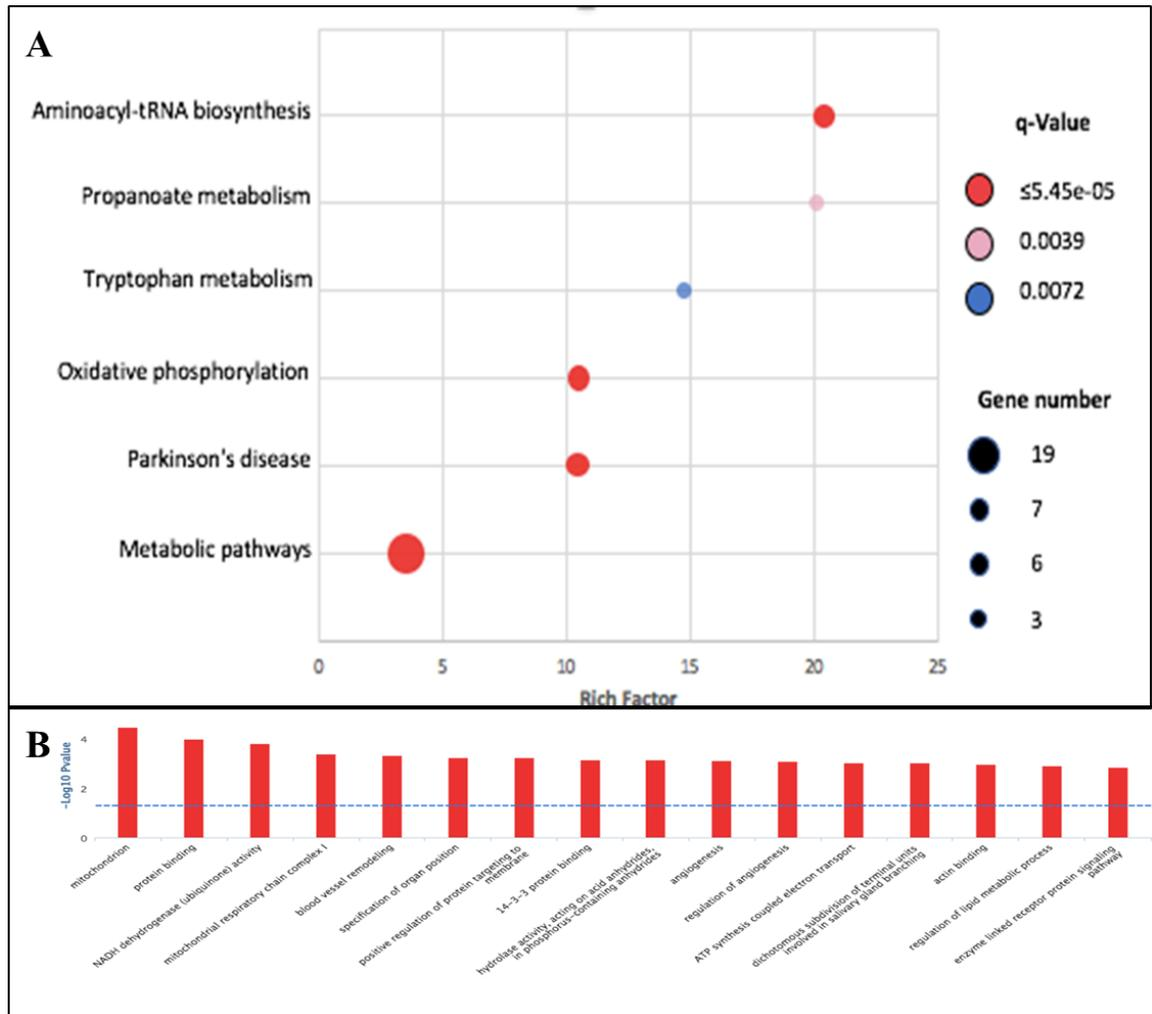 A
Aminoacyl-tRNA biosynthesis
Propanoate metabolism
Tryptophan metabolism
Oxidative phosphorylation
Parkinson's disease
Metabolic pathways
0 5 10 15 20 25
Rich Factor
q-Value
≤5.45e-05
0.0039
0.0072
Gene number
19
7
6
3
B
-Log10 Pvalue
4
2
0
mitochondrion
protein binding
NADH dehydrogenase (ubiquinone) activity
mitochondrial respiratory chain complex I
blood vessel remodeling
specification of organ position
positive regulation of protein targeting to
membrane
14-3-3 protein binding
hydrolase activity, acting on acid anhydrides,
in phosphorus-containing anhydrides
angiogenesis
regulation of angiogenesis
ATP synthesis coupled electron transport
dichotomous subdivision of terminal units
involved in salivary gland branching
actin binding
regulation of lipid metabolic process
enzyme linked receptor protein signaling
pathway